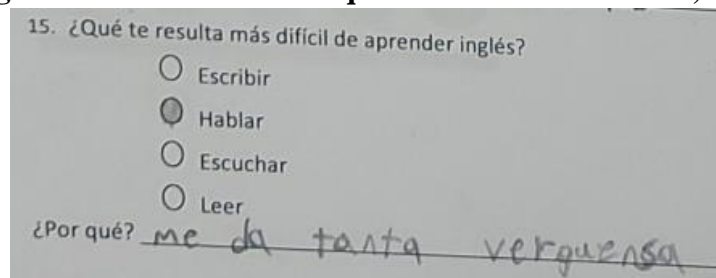 15. ¿Qué te resulta más difícil de aprender inglés?
Escribir
Hablar
Escuchar
Leer
¿Por qué? me da tanta verguensa